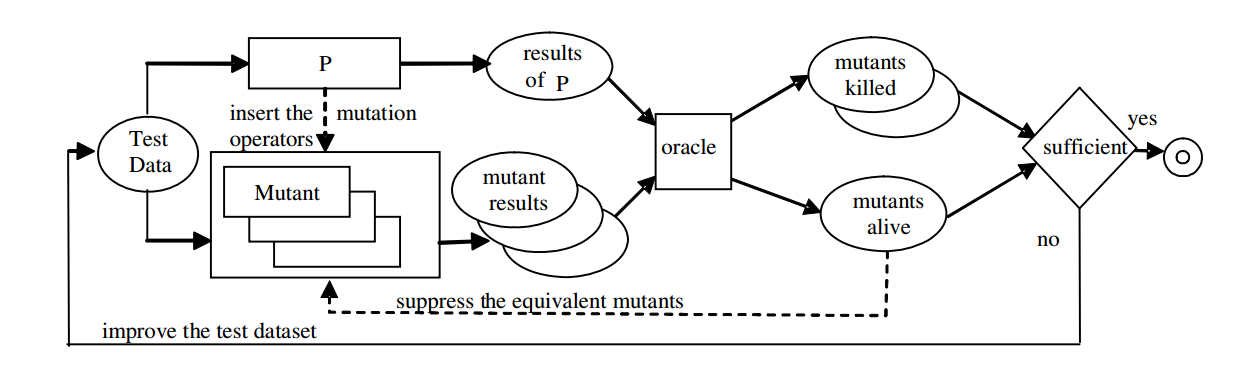 P
results
of P
mutants
killed
insert the
operators
mutation
yes
Test
Data
oracle
sufficient
Mutant
mutant
results
mutants
alive
no
suppress the equivalent mutants
improve the test dataset